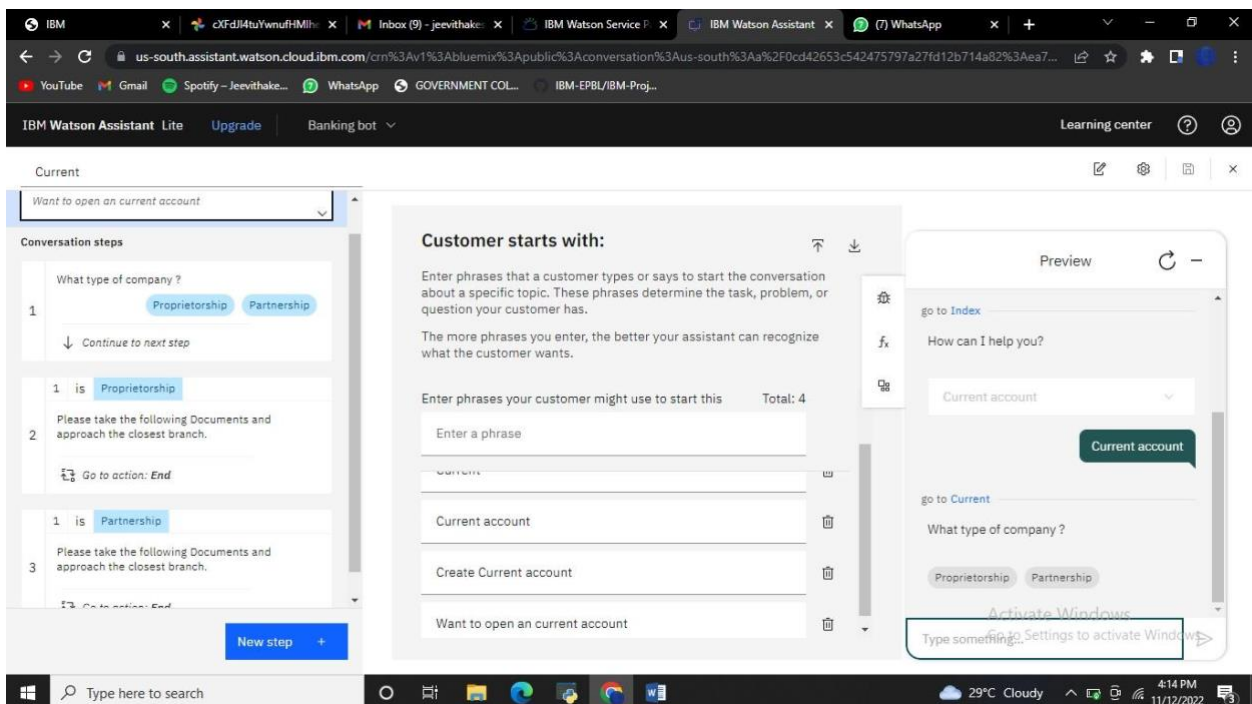 IBM
cXFdJl4tuYwnufHMlh
Inbox (9) - jeevithake
IBM Watson Service P
IBM Watson Assistant
(7) WhatsApp
us-south.assistant.watson.cloud.ibm.com/crn%3Av1%3Abluemix%3Apublic%3Aconversation%3Aus-south%3Aa%2F0cd42653c542475797a27fd12b714a82%3Aea7...
YouTube
Gmail
Spotify – Jeevithake...
WhatsApp
GOVERNMENT COL...
IBM-EPBL/IBM-Proj...
IBM Watson Assistant Lite
Upgrade
Banking bot
Learning center
Current
Want to open an current account
Conversation steps
1
What type of company ?
Proprietorship Partnership
Continue to next step
2
1 is Proprietorship
Please take the following Documents and
approach the closest branch.
Go to action: End
3
1 is Partnership
Please take the following Documents and
approach the closest branch.
Go to action: End
New step +
Customer starts with:
Enter phrases that a customer types or says to start the conversation
about a specific topic. These phrases determine the task, problem, or
question your customer has.
The more phrases you enter, the better your assistant can recognize
what the customer wants.
Enter phrases your customer might use to start this Total: 4
Enter a phrase
Current
Current account
Create Current account
Want to open an current account
fx
Preview
go to Index
How can I help you?
Current account
Current account
go to Current
What type of company ?
Proprietorship Partnership
Activate Windows
Go to Settings to activate Windows.
Type something...
Type here to search
29°C Cloudy
4:14 PM
11/12/2022
3